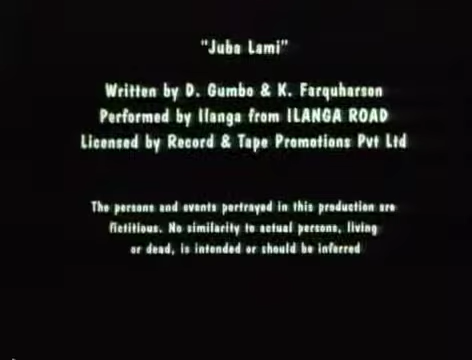 "Juba Lami"
Written by D. Gumbo & K. Farquharson
Performed by Ilanga from ILANGA ROAD
Licensed by Record & Tape Promotions Pvt Ltd
The persons and events portrayed in this production are
fictitious. No similarity to actual persons, living
or dead, is intended or should be inferred